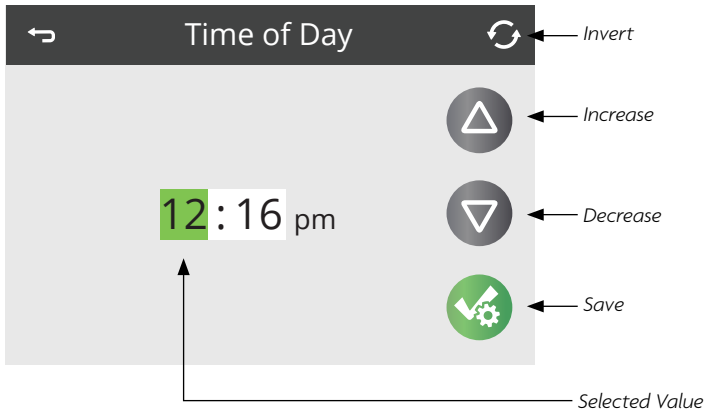 Time of Day
Invert
Increase
12:16 pm
Decrease
Save
Selected Value